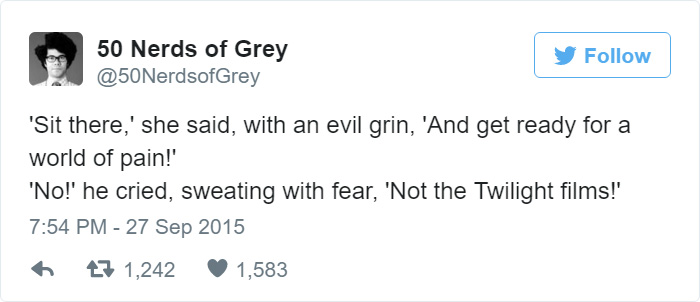 50 Nerds of Grey
@50NerdsofGrey
Follow
'Sit there,' she said, with an evil grin, 'And get ready for a
world of pain!'
'No!' he cried, sweating with fear, 'Not the Twilight films!'
7:54 PM - 27 Sep 2015
1,242 1,583